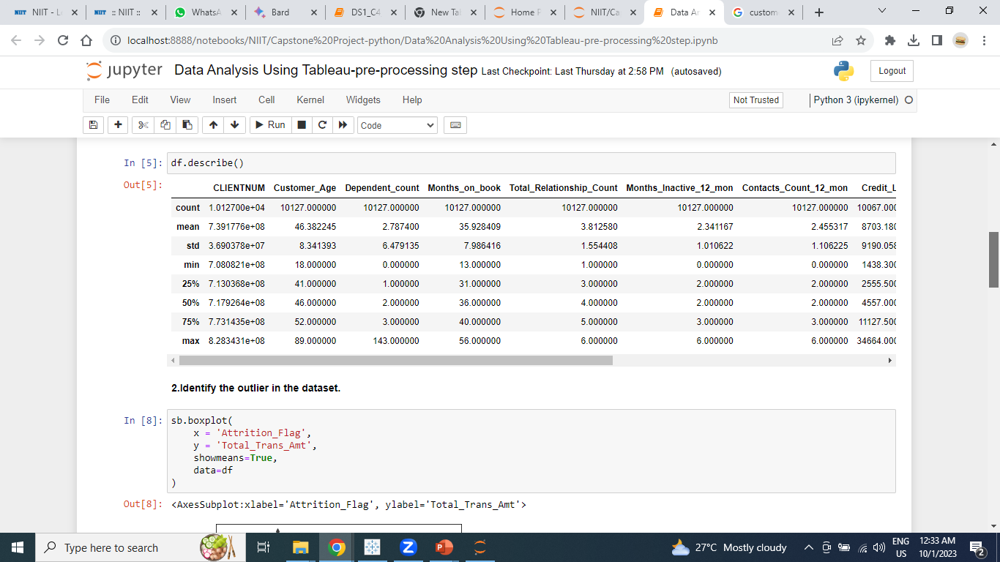 NIIT - L
NIIT :: NIIT ::
WhatsA
Bard
DS1_C4
New Tal
Home P
NIIT/Ca
Data Ar
custom
localhost:8888/notebooks/NIIT/Capstone%20Project-python/Data%20Analysis%20Using%20Tableau-pre-processing%20step.ipynb
jupyter Data Analysis Using Tableau-pre-processing step Last Checkpoint: Last Thursday at 2:58 PM (autosaved)
Logout
File Edit View Insert Cell Kernel Widgets Help
Not Trusted
Python 3 (ipykernel)
Run
Code
In [5]: df.describe()
Out[5]:
CLIENTNUM Customer_Age Dependent_count Months_on_book Total_Relationship_Count Months_Inactive_12_mon Contacts_Count_12_mon Credit_L
count 1.012700e+04 10127.000000 10127.000000 10127.000000 10127.000000 10127.000000 10127.000000 10067.000
mean 7.391776e+08 46.382245 2.787400 35.928409 3.812580 2.341167 2.455317 8703.180
std 3.690378e+07 8.341393 6.479135 7.986416 1.554408 1.010622 1.106225 9190.058
min 7.080821e+08 18.000000 0.000000 13.000000 1.000000 0.000000 0.000000 1438.300
25% 7.130368e+08 41.000000 1.000000 31.000000 3.000000 2.000000 2.000000 2555.500
50% 7.179264e+08 46.000000 2.000000 36.000000 4.000000 2.000000 2.000000 4557.000
75% 7.731435e+08 52.000000 3.000000 40.000000 5.000000 3.000000 3.000000 11127.500
max 8.283431e+08 89.000000 143.000000 56.000000 6.000000 6.000000 6.000000 34664.000
2.Identify the outlier in the dataset.
In [8]: sb.boxplot(
x = 'Attrition_Flag',
y = 'Total_Trans_Amt',
showmeans=True,
data=df
)
Out[8]: <AxesSubplot:xlabel='Attrition_Flag', ylabel='Total_Trans_Amt'>
Type here to search
27°C Mostly cloudy
ENG
US
12:33 AM
10/1/2023
2